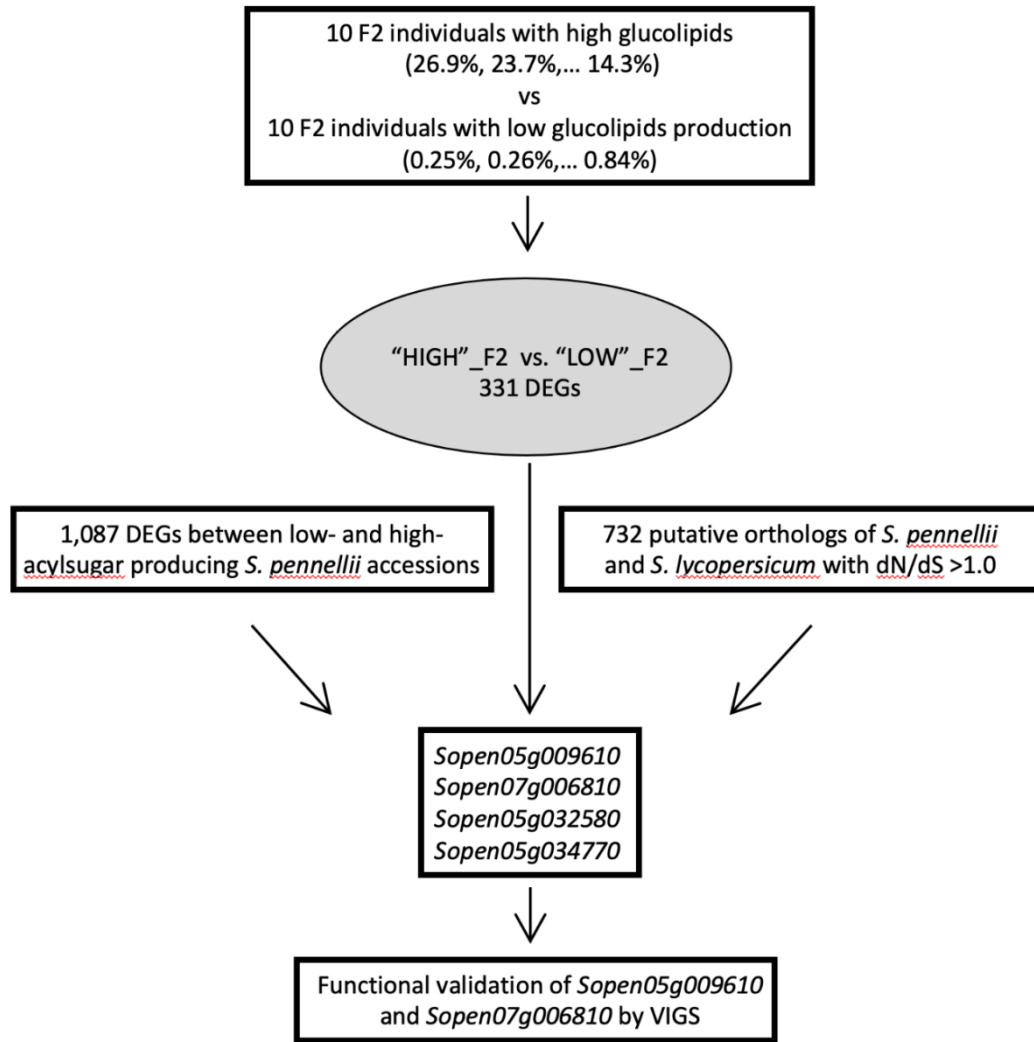 10 F2 individuals with high glucolipids
(26.9%, 23.7%,... 14.3%)
vs
10 F2 individuals with low glucolipids production
(0.25%, 0.26%,... 0.84%)
“HIGH”_F2 vs. “LOW”_F2
331 DEGs
1,087 DEGs between low- and high-
acylsugar producing S. pennellii accessions
732 putative orthologs of S. pennellii
and S. lycopersicum with dN/dS >1.0
Sopen05g009610
Sopen07g006810
Sopen05g032580
Sopen05g034770
Functional validation of Sopen05g009610
and Sopen07g006810 by VIGS